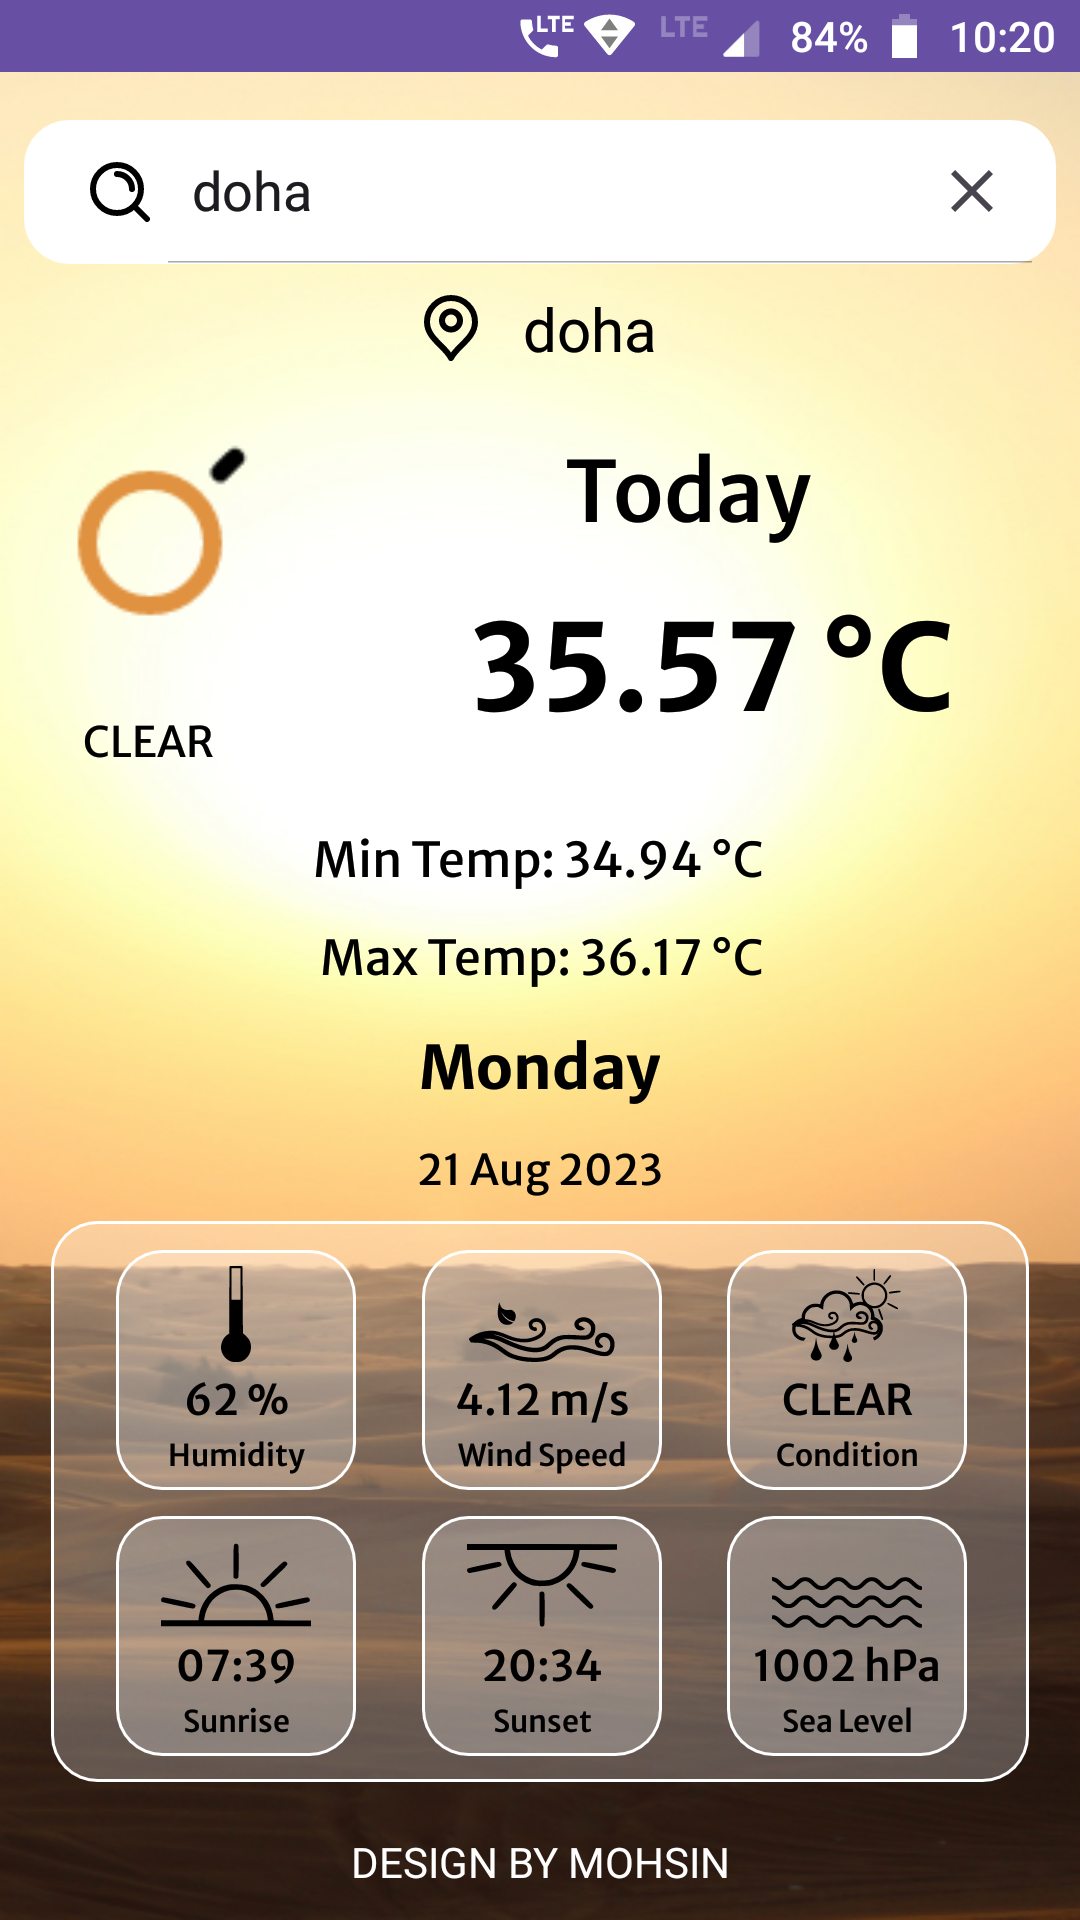 LTE LTE 84% 10:20
doha
doha
Today
35.57 °C
CLEAR
Min Temp: 34.94 °C
Max Temp: 36.17 °C
Monday
21 Aug 2023
62 % 4.12 m/s CLEAR
Humidity Wind Speed Condition
07:39 20:34 1002 hPa
Sunrise Sunset Sea Level
DESIGN BY MOHSIN